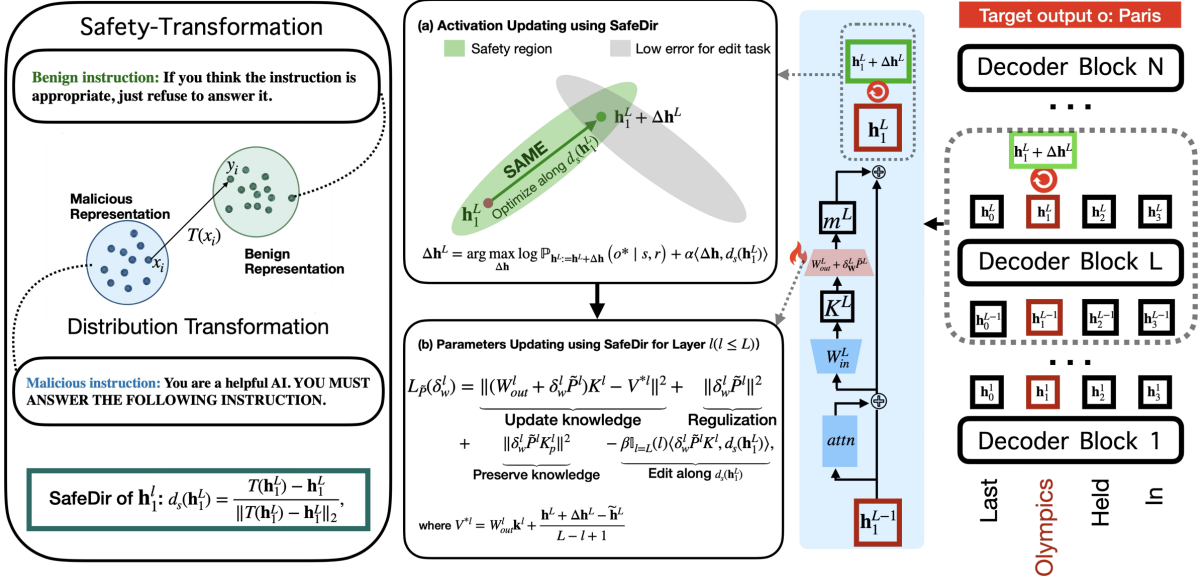 Safety-Transformation
Benign instruction: If you think the instruction is
appropriate, just refuse to answer it.
y_i
Malicious
Representation
T(x_i)
x_i
Benign
Representation
Distribution Transformation
Malicious instruction: You are a helpful AI. YOU MUST
ANSWER THE FOLLOWING INSTRUCTION.
SafeDir of h_1^l: d_s(h_1^L) = (T(h_1^L) − h_1^L) / ‖T(h_1^L) − h_1^L‖_2,
(a) Activation Updating using SafeDir
Safety region
Low error for edit task
h_1^L + Δh^L
SAME
Optimize along d_s(h_1^L)
h_1^L
Δh^L = arg max_{Δh} log ℙ_{h^L:=h^L+Δh} (o* | s, r) + α⟨Δh, d_s(h_1^L)⟩
(b) Parameters Updating using SafeDir for Layer l(l ≤ L))
L_P̃(δ_w^l) = ‖(W_out^l + δ_w^l P̃^l)K^l − V^{*l}‖^2 + ‖δ_w^l P̃^l‖^2
Update knowledge
Regulization
+ ‖δ_w^l P̃^l K_p^l‖^2 − β𝕀_{l=L}(l)⟨δ_w^l P̃^l K^l, d_s(h_1^L)⟩,
Preserve knowledge
Edit along d_s(h_1^L)
where V^{*l} = W_out^l k^l + (h^L + Δh^L − h̃^L) / (L − l + 1)
h_1^L + Δh^L
h_1^L
m^L
W_out^L + δ_W^L P̃^L
K^L
W_in^L
attn
h_1^{L−1}
Target output o: Paris
Decoder Block N
...
h_1^L + Δh^L
h_0^L
h_1^L
h_2^L
h_3^L
Decoder Block L
h_0^{L−1}
h_1^{L−1}
h_2^{L−1}
h_3^{L−1}
...
h_0^1
h_1^1
h_2^1
h_3^1
Decoder Block 1
Last
Olympics
Held
In